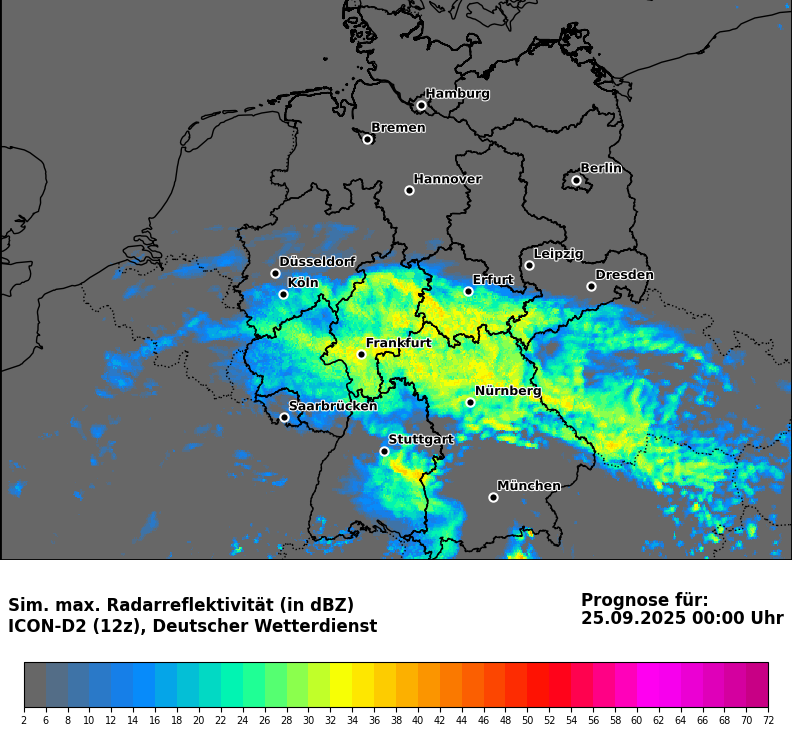 Hamburg
Bremen
Berlin
Hannover
Leipzig
Düsseldorf
Dresden
Köln
Erfurt
Frankfurt
Nürnberg
Saarbrücken
Stuttgart
München
Sim. max. Radarreflektivität (in dBZ)
ICON-D2 (12z), Deutscher Wetterdienst
Prognose für:
25.09.2025 00:00 Uhr
2 6 8 10 12 14 16 18 20 22 24 26 28 30 32 34 36 38 40 42 44 46 48 50 52 54 56 58 60 62 64 66 68 70 72